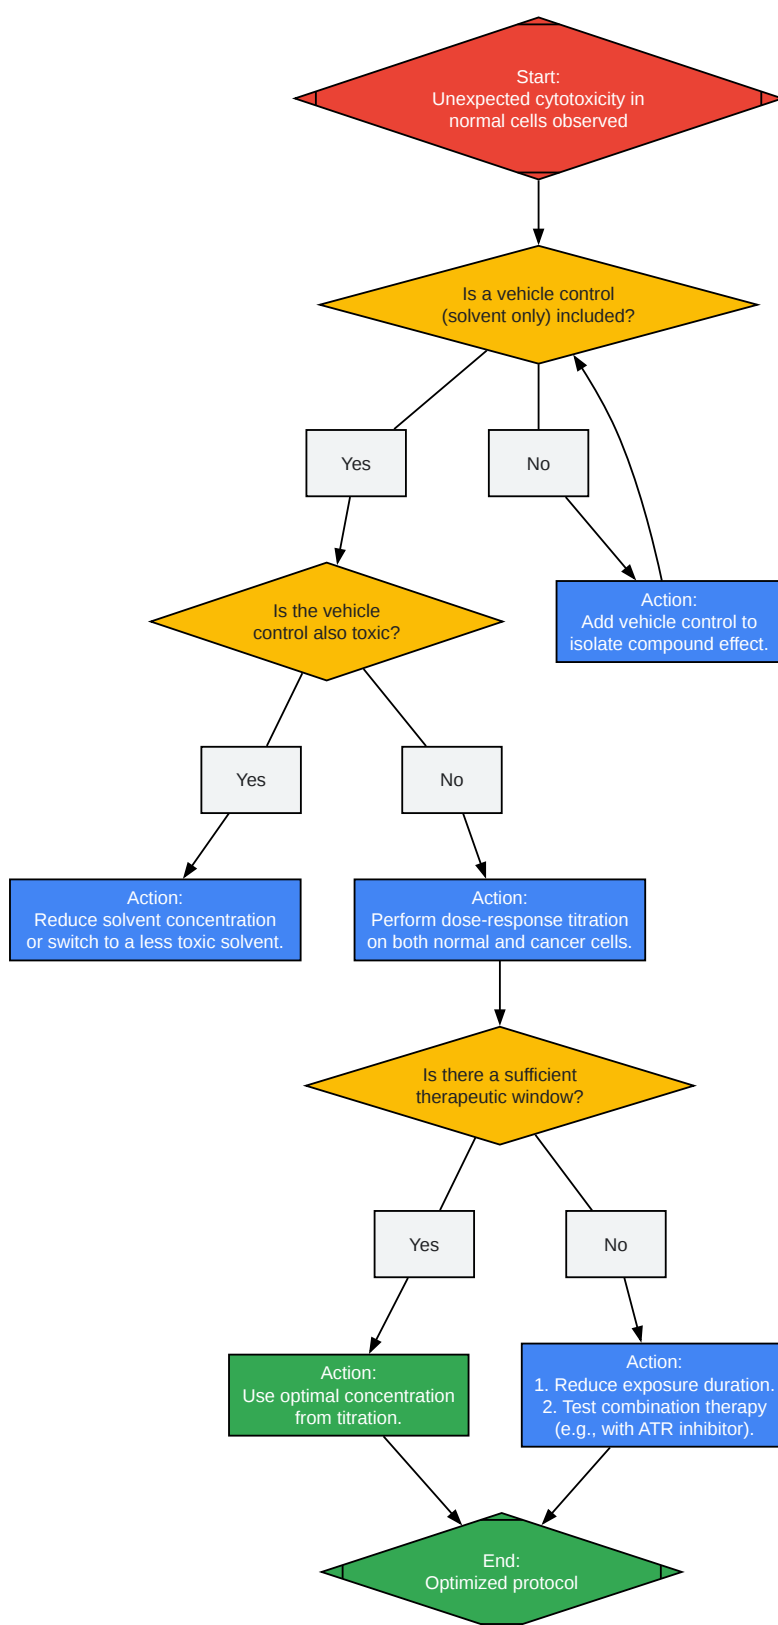 Start:
Unexpected cytotoxicity in
normal cells observed
Is a vehicle control
(solvent only) included?
Yes
No
Action:
Add vehicle control to
isolate compound effect.
Is the vehicle
control also toxic?
Yes
No
Action:
Reduce solvent concentration
or switch to a less toxic solvent.
Action:
Perform dose-response titration
on both normal and cancer cells.
Is there a sufficient
therapeutic window?
Yes
No
Action:
Use optimal concentration
from titration.
Action:
1. Reduce exposure duration.
2. Test combination therapy
(e.g., with ATR inhibitor).
End:
Optimized protocol